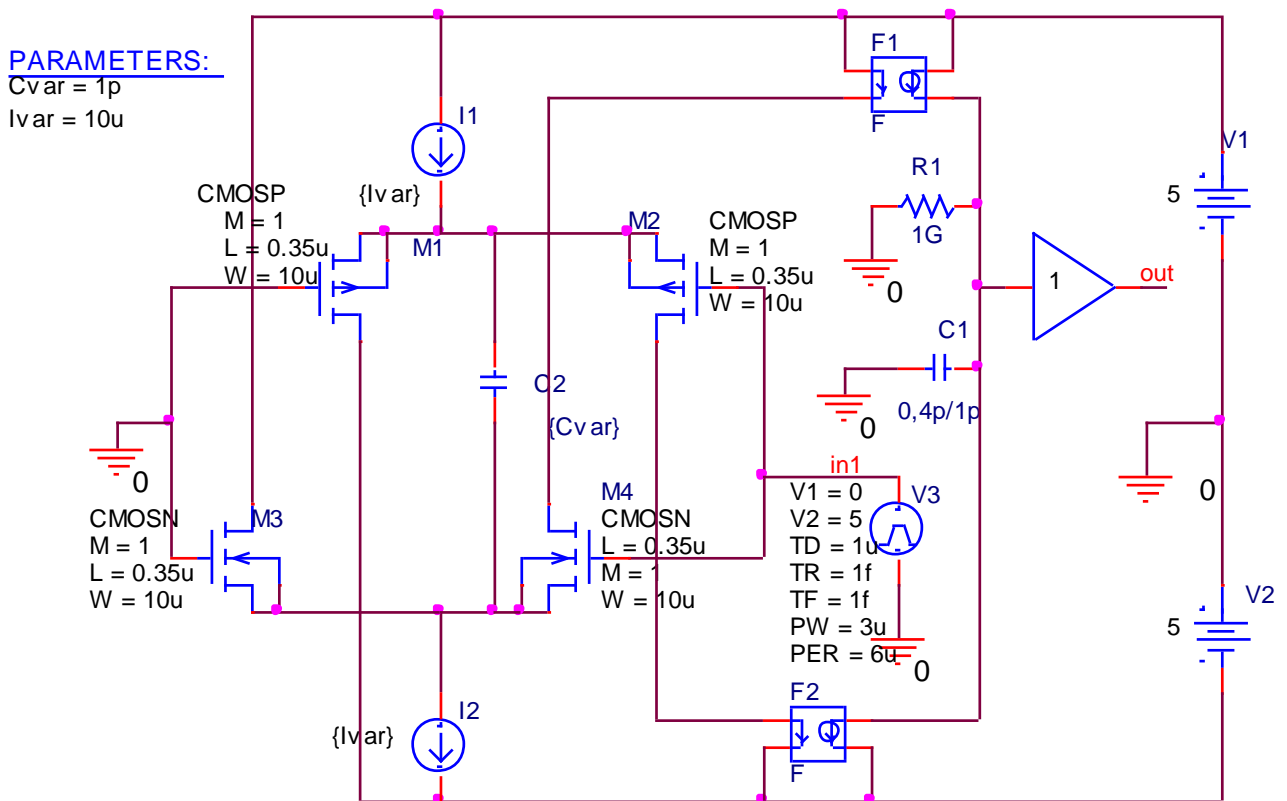 PARAMETERS:
Cvar = 1p
Ivar = 10u
I1
{Ivar}
F1
F
V1
5
R1
1G
0
CMOSP
M = 1
L = 0.35u
W = 10u
M1
M2
CMOSP
M = 1
L = 0.35u
W = 10u
1
out
C1
0,4p/1p
0
C2
{Cvar}
0
0
in1
V1 = 0
V2 = 5
TD = 1u
TR = 1f
TF = 1f
PW = 3u
PER = 6u
V3
0
CMOSN
M = 1
L = 0.35u
W = 10u
M3
M4
CMOSN
L = 0.35u
M = 1
W = 10u
V2
5
I2
{Ivar}
F2
F